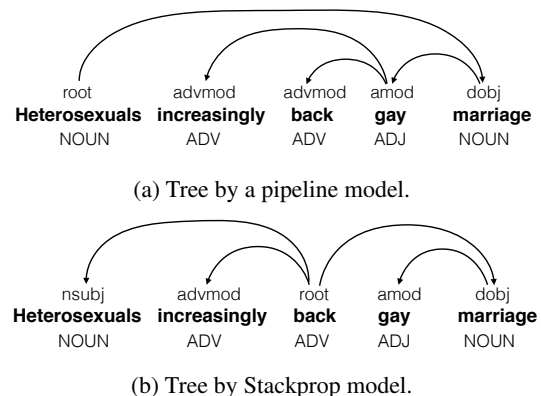 root advmod advmod amod dobj
Heterosexuals increasingly back gay marriage
NOUN ADV ADV ADJ NOUN
(a) Tree by a pipeline model.
nsubj advmod root amod dobj
Heterosexuals increasingly back gay marriage
NOUN ADV ADV ADJ NOUN
(b) Tree by Stackprop model.